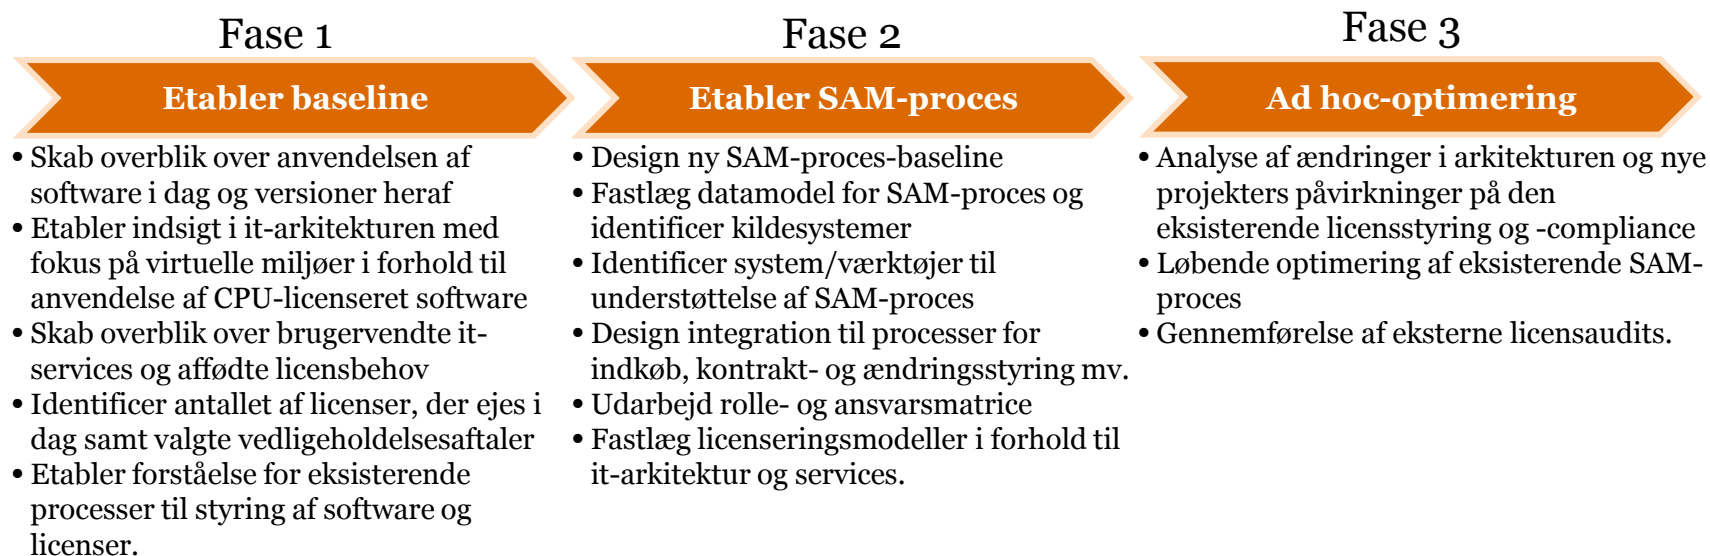 Fase 1
Etabler baseline
• Skab overblik over anvendelsen af
software i dag og versioner heraf
• Etabler indsigt i it-arkitekturen med
fokus på virtuelle miljøer i forhold til
anvendelse af CPU-licenseret software
• Skab overblik over brugervendte it-
services og affødte licensbehov
• Identificer antallet af licenser, der ejes i
dag samt valgte vedligeholdelsesaftaler
• Etabler forståelse for eksisterende
processer til styring af software og
licenser.
Fase 2
Etabler SAM-proces
• Design ny SAM-proces-baseline
• Fastlæg datamodel for SAM-proces og
identificer kildesystemer
• Identificer system/værktøjer til
understøttelse af SAM-proces
• Design integration til processer for
indkøb, kontrakt- og ændringsstyring mv.
• Udarbejd rolle- og ansvarsmatrice
• Fastlæg licenseringsmodeller i forhold til
it-arkitektur og services.
Fase 3
Ad hoc-optimering
• Analyse af ændringer i arkitekturen og nye
projekters påvirkninger på den
eksisterende licensstyring og -compliance
• Løbende optimering af eksisterende SAM-
proces
• Gennemførelse af eksterne licensaudits.